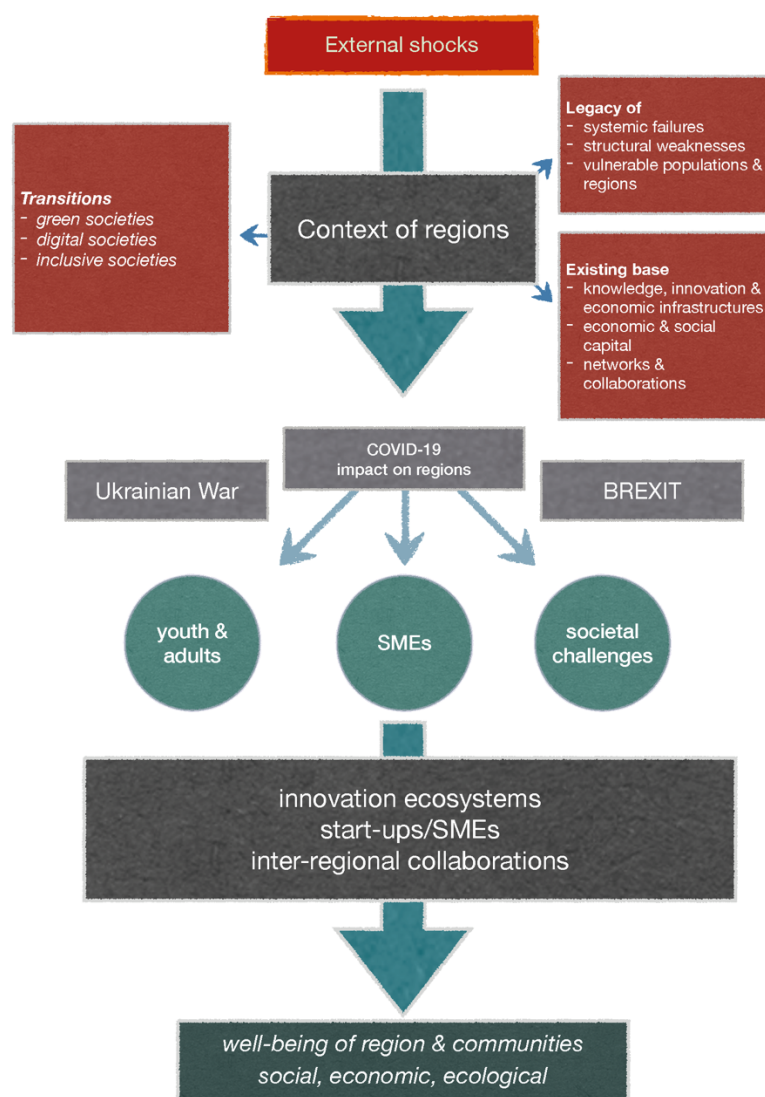 External shocks
Legacy of
- systemic failures
- structural weaknesses
- vulnerable populations &
regions
Transitions
- green societies
- digital societies
- inclusive societies
Context of regions
Existing base
- knowledge, innovation &
economic infrastructures
- economic & social
capital
- networks &
collaborations
COVID-19
impact on regions
Ukrainian War
BREXIT
youth &
adults
SMEs
societal
challenges
innovation ecosystems
start-ups/SMEs
inter-regional collaborations
well-being of region & communities
social, economic, ecological